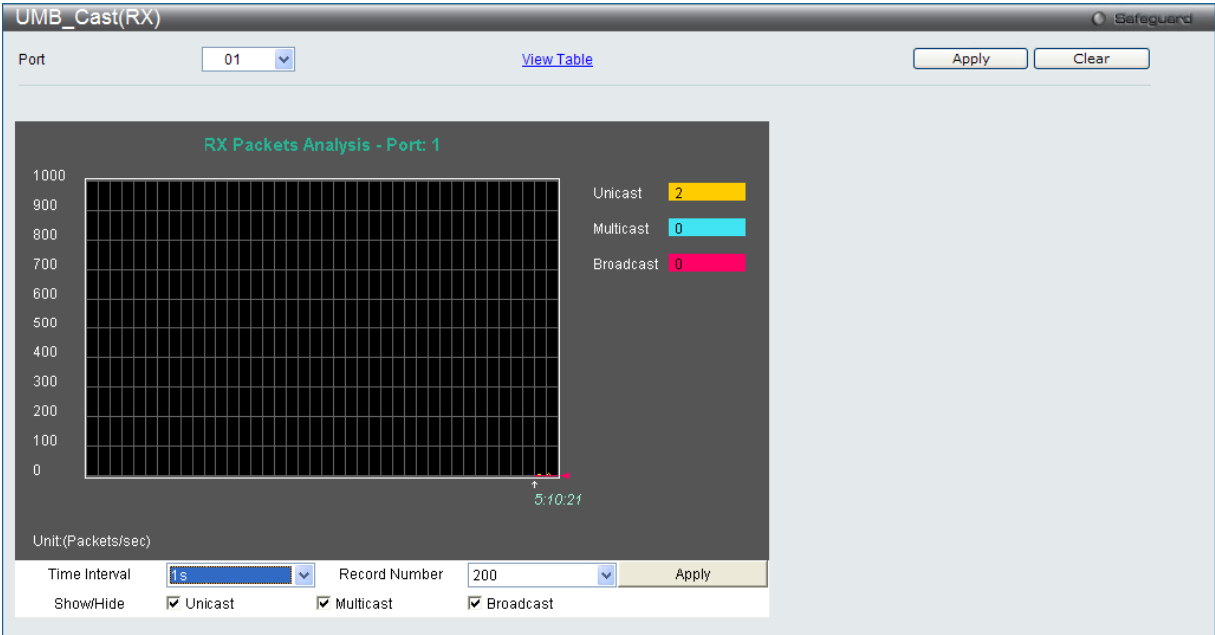 UMB_Cast(RX)
Safeguard
Port 01 View Table Apply Clear
RX Packets Analysis - Port: 1
1000
900
800
700
600
500
400
300
200
100
0
Unicast 2
Multicast 0
Broadcast 0
5:10:21
Unit:(Packets/sec)
Time Interval 1s Record Number 200 Apply
Show/Hide Unicast Multicast Broadcast